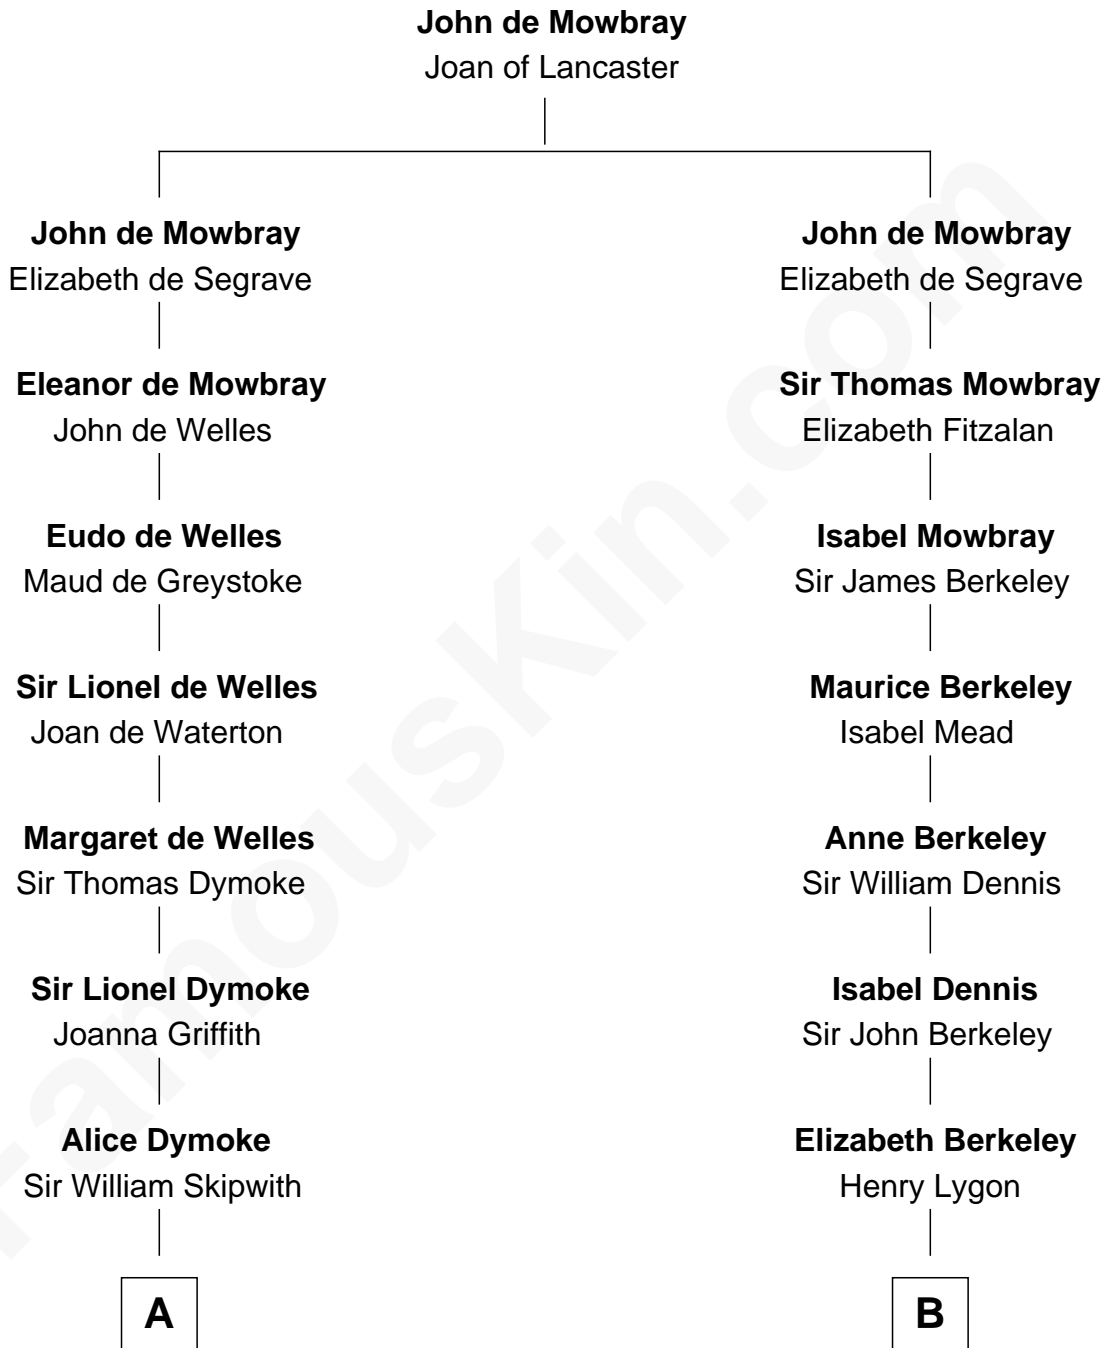 John de Mowbray
Joan of Lancaster
John de Mowbray
Elizabeth de Segrave
Eleanor de Mowbray
John de Welles
Eudo de Welles
Maud de Greystoke
Sir Lionel de Welles
Joan de Waterton
Margaret de Welles
Sir Thomas Dymoke
Sir Lionel Dymoke
Joanna Griffith
Alice Dymoke
Sir William Skipwith
A
John de Mowbray
Elizabeth de Segrave
Sir Thomas Mowbray
Elizabeth Fitzalan
Isabel Mowbray
Sir James Berkeley
Maurice Berkeley
Isabel Mead
Anne Berkeley
Sir William Dennis
Isabel Dennis
Sir John Berkeley
Elizabeth Berkeley
Henry Lygon
B
FamousKin.com